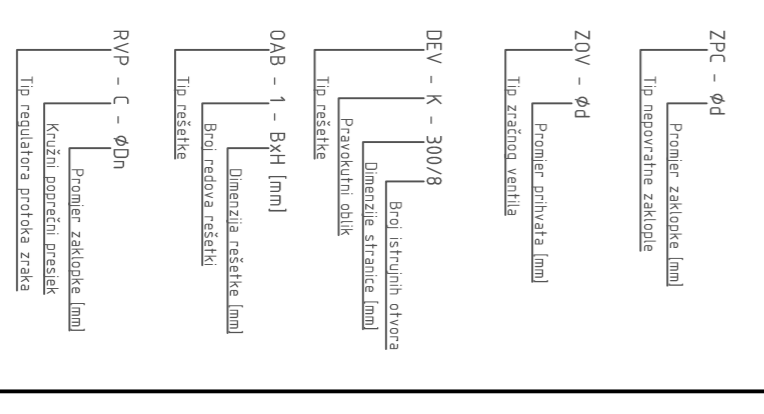 ZPC - Ød
Promjer zaklopke [mm]
Tip nepovratne zaklople
ZOV - Ød
Promjer prihvata [mm]
Tip zračnog ventila
DEV - K - 300/8
Broj istrujnih otvora
Dimenzije stranice [mm]
Pravokutni oblik
Tip rešetke
OAB - 1 - BxH [mm]
Dimenzija rešetke [mm]
Broj redova rešetki
Tip rešetke
RVP - C - ØDn
Promjer zaklopke [mm]
Kružni poprečni presjek
Tip regulatora protoka zraka